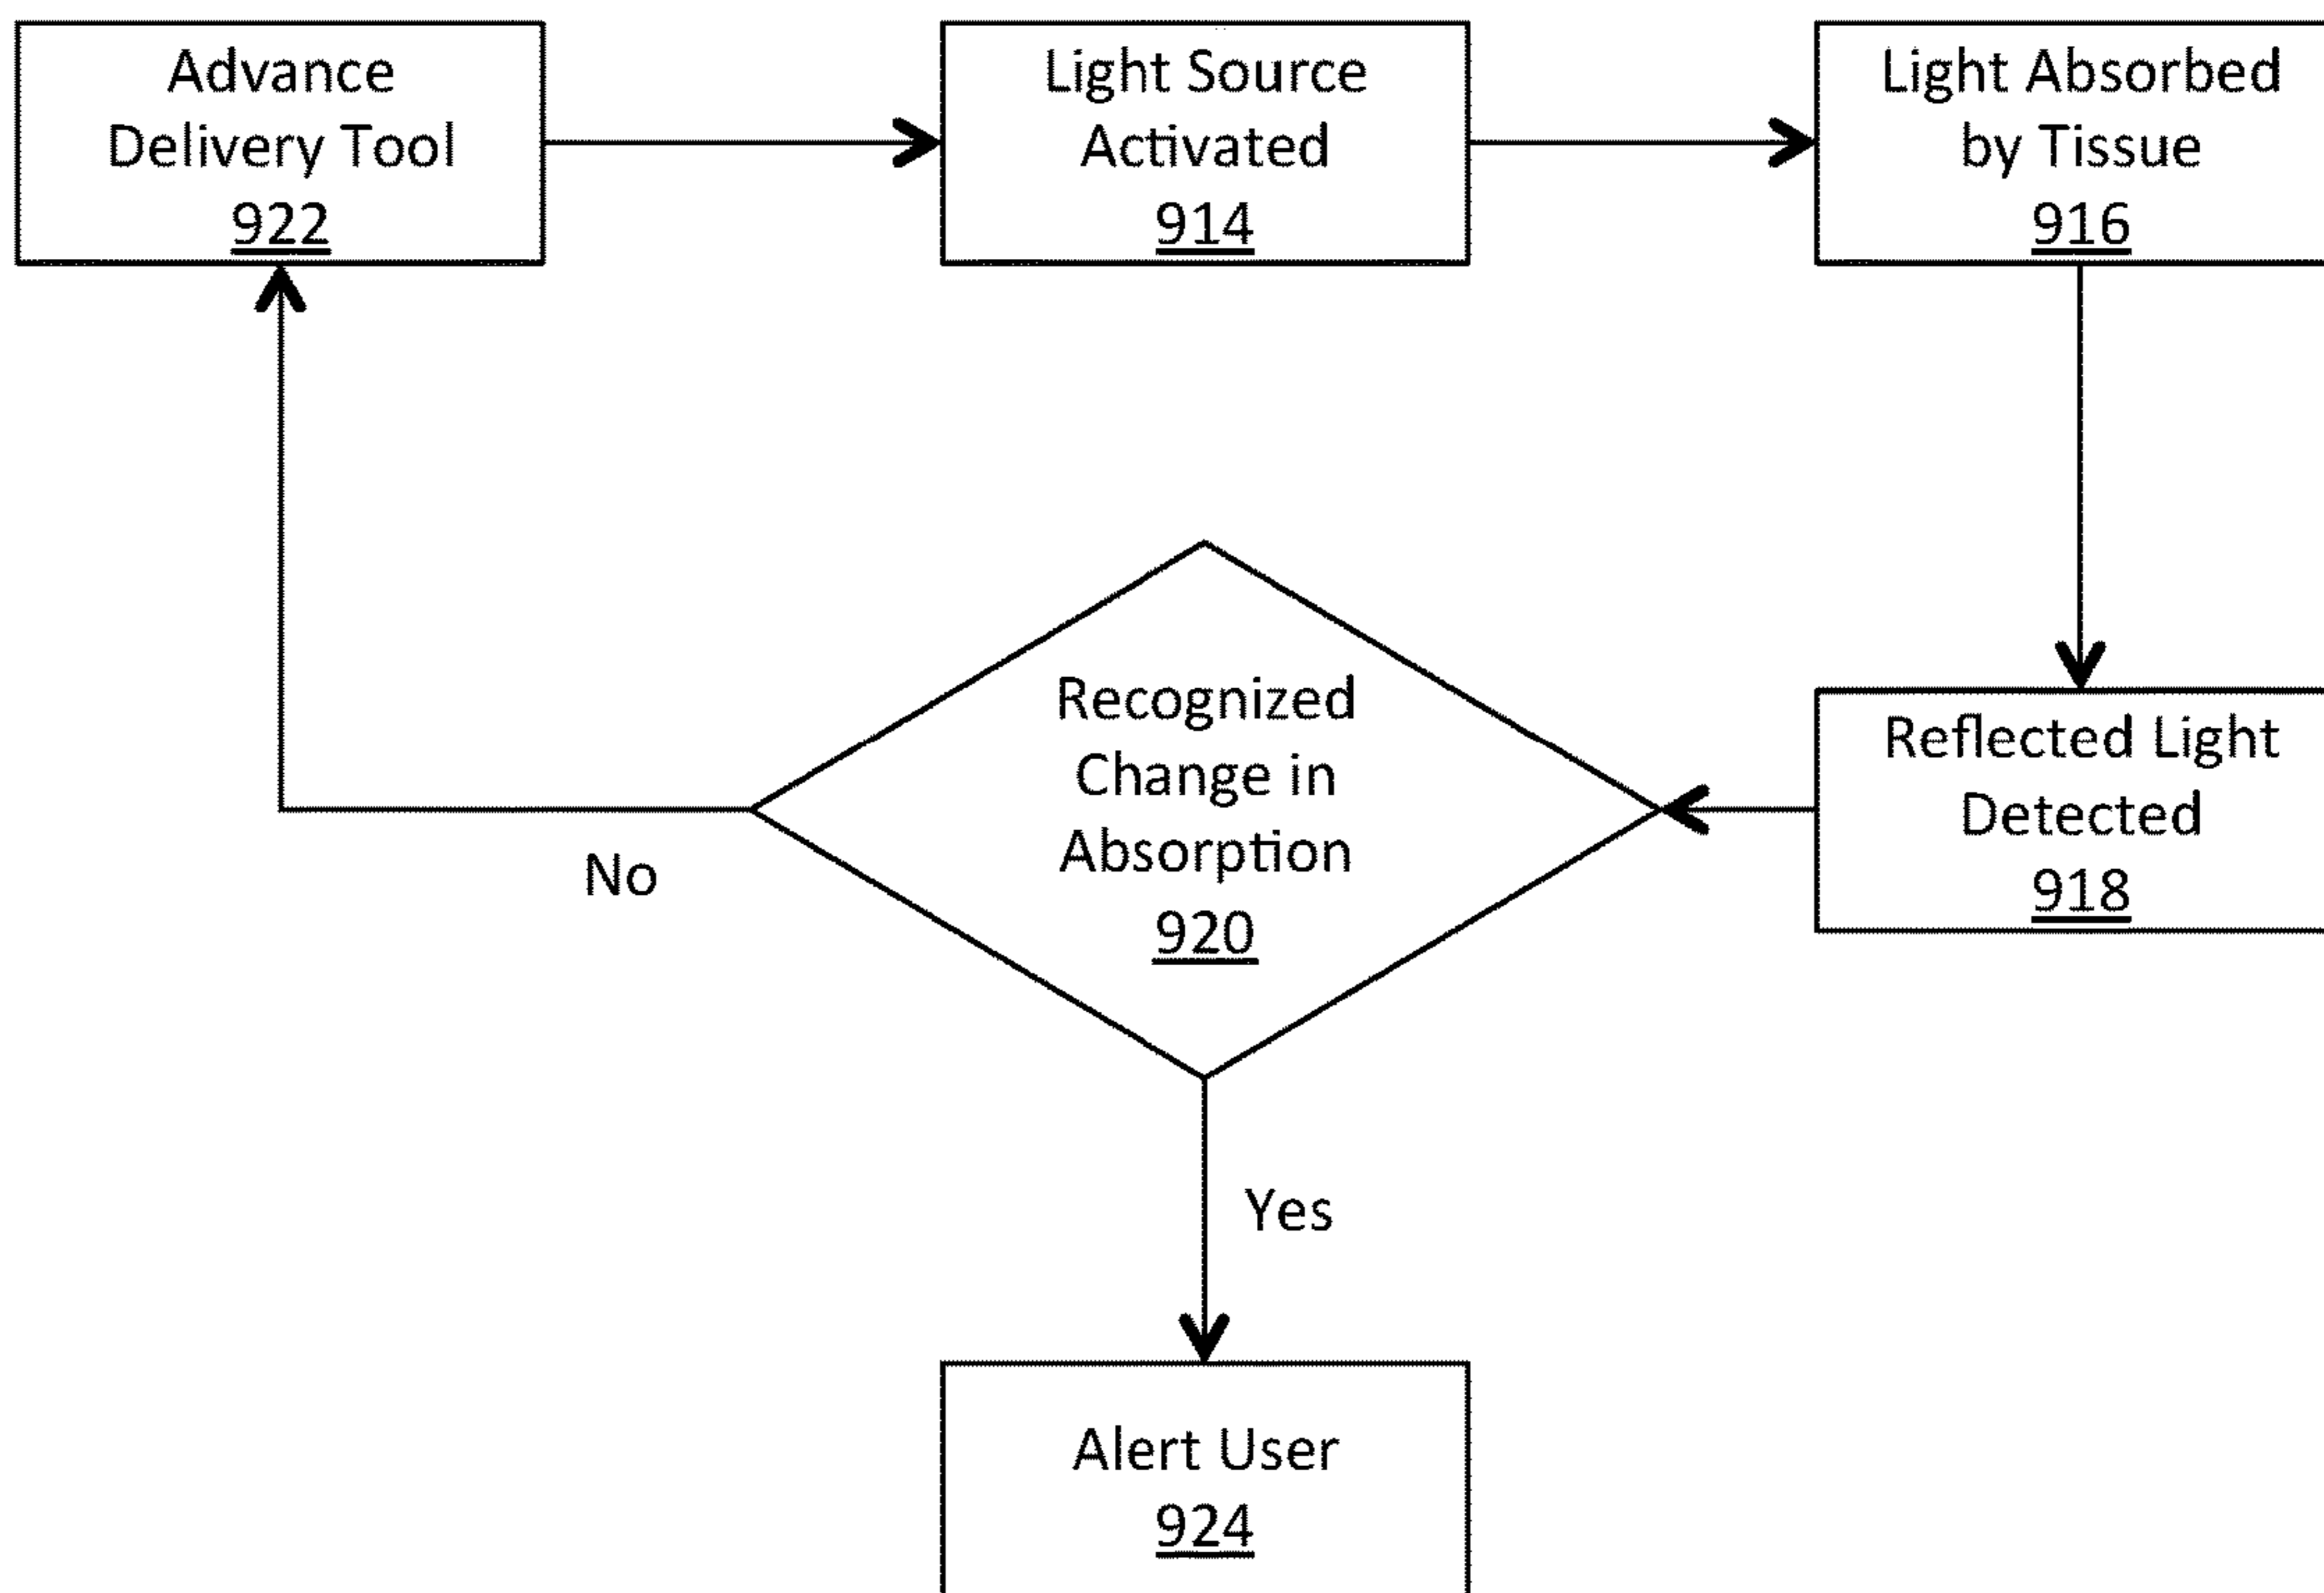 Advance
Delivery Tool
922
Light Source
Activated
914
Light Absorbed
by Tissue
916
Reflected Light
Detected
918
Recognized
Change in
Absorption
920
No
Yes
Alert User
924